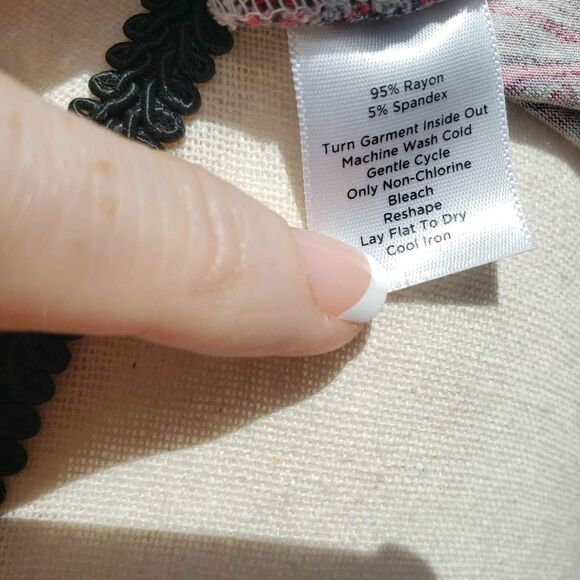 95% Rayon
5% Spandex
Turn Garment Inside Out
Machine Wash Cold
Gentle Cycle
Only Non-Chlorine
Bleach
Reshape
Lay Flat To Dry
Cool Iron